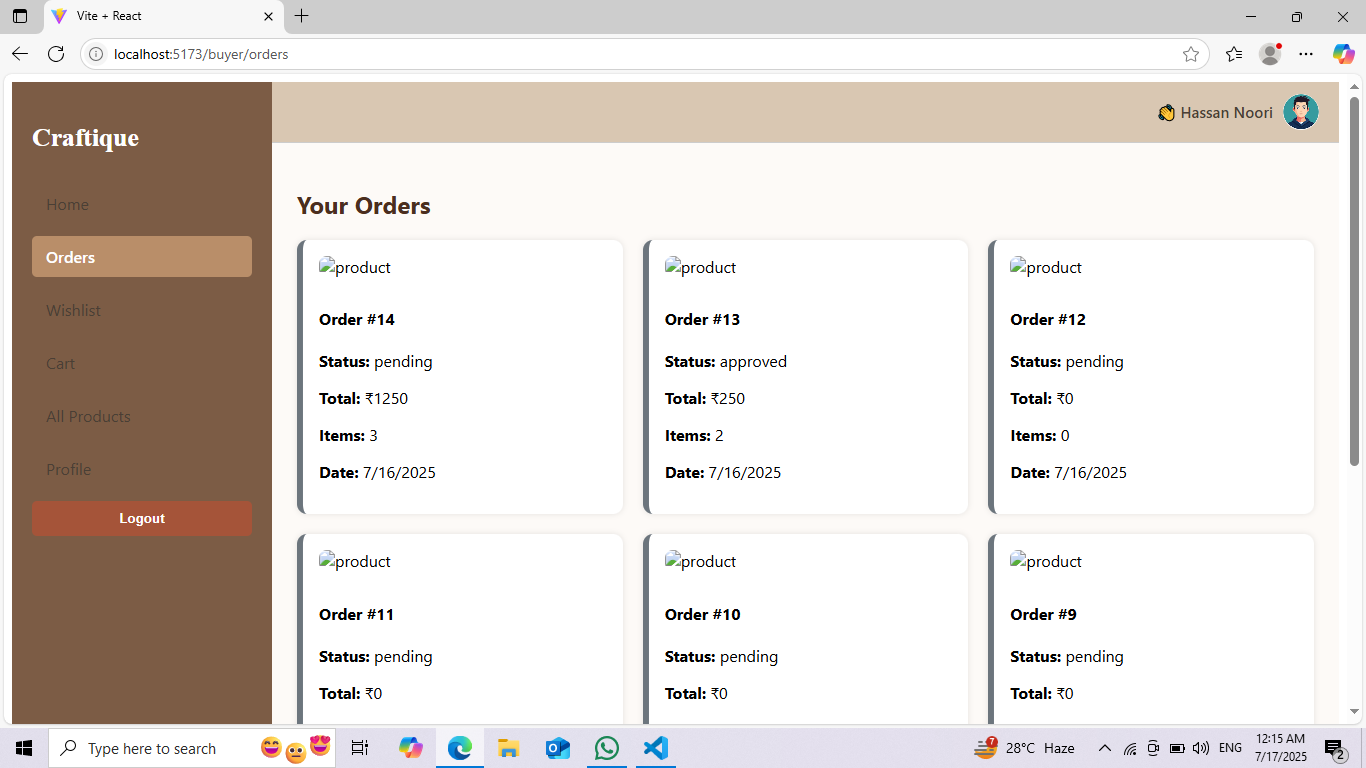 Vite + React
localhost:5173/buyer/orders
Craftique
Hassan Noori
Home
Orders
Wishlist
Cart
All Products
Profile
Logout
Your Orders
product
Order #14
Status: pending
Total: ₹1250
Items: 3
Date: 7/16/2025
product
Order #13
Status: approved
Total: ₹250
Items: 2
Date: 7/16/2025
product
Order #12
Status: pending
Total: ₹0
Items: 0
Date: 7/16/2025
product
Order #11
Status: pending
Total: ₹0
product
Order #10
Status: pending
Total: ₹0
product
Order #9
Status: pending
Total: ₹0
Type here to search
7
28°C Haze
ENG
12:15 AM
7/17/2025
2